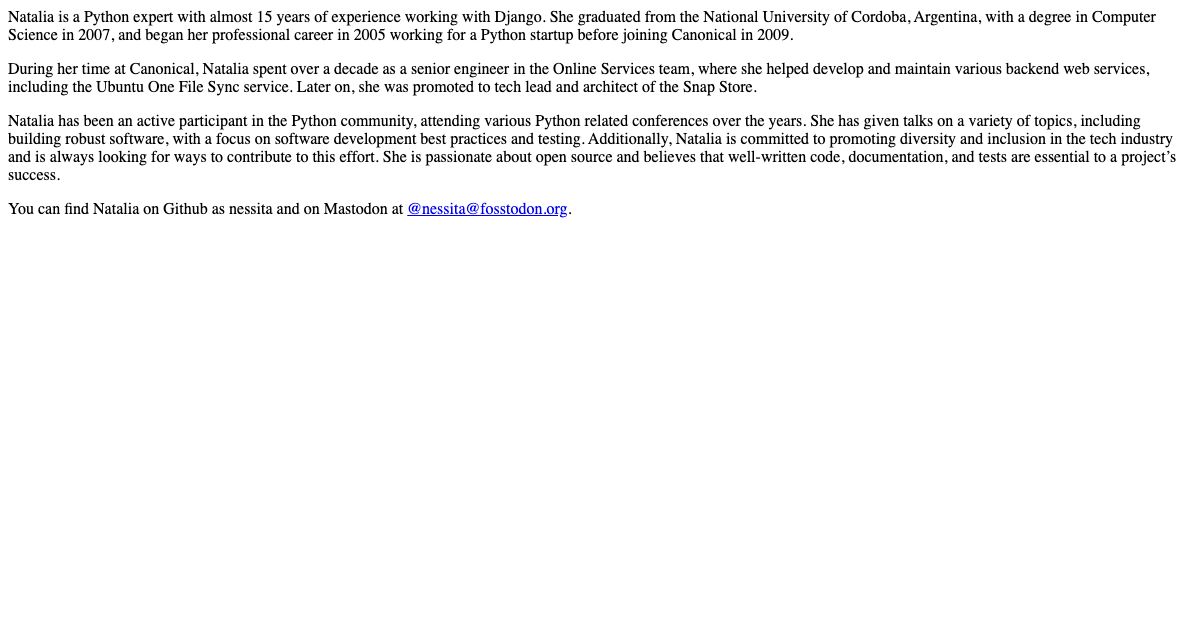 Natalia is a Python expert with almost 15 years of experience working with Django. She graduated from the National University of Cordoba, Argentina, with a degree in Computer
Science in 2007, and began her professional career in 2005 working for a Python startup before joining Canonical in 2009.
During her time at Canonical, Natalia spent over a decade as a senior engineer in the Online Services team, where she helped develop and maintain various backend web services,
including the Ubuntu One File Sync service. Later on, she was promoted to tech lead and architect of the Snap Store.
Natalia has been an active participant in the Python community, attending various Python related conferences over the years. She has given talks on a variety of topics, including
building robust software, with a focus on software development best practices and testing. Additionally, Natalia is committed to promoting diversity and inclusion in the tech industry
and is always looking for ways to contribute to this effort. She is passionate about open source and believes that well-written code, documentation, and tests are essential to a project’s
success.
You can find Natalia on Github as nessita and on Mastodon at @nessita@fosstodon.org.